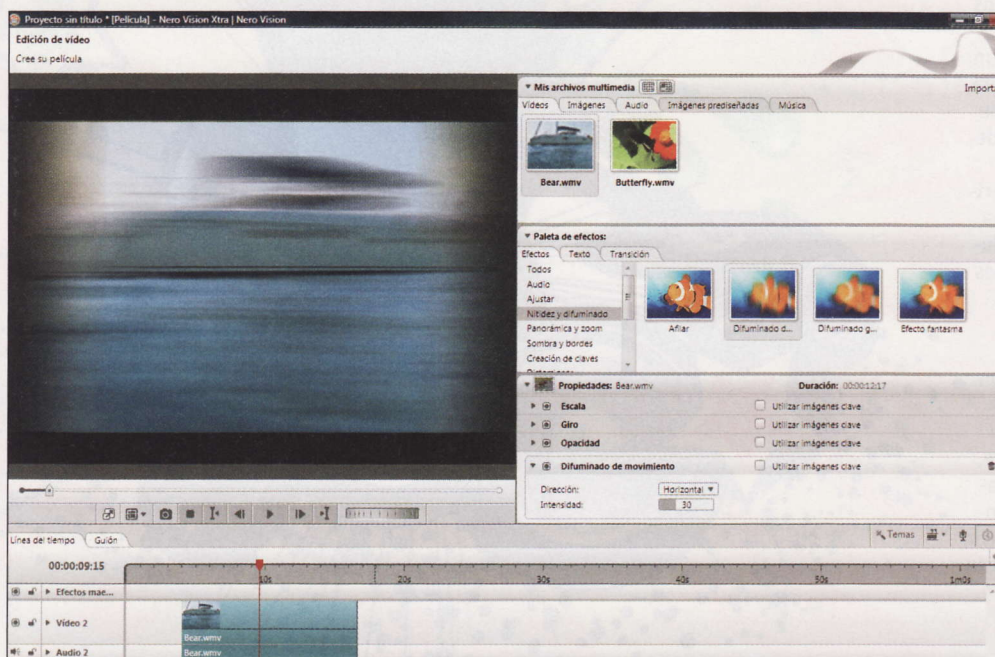 Proyecto sin título * [Película] - Nero Vision Xtra | Nero Vision
Edición de vídeo
Cree su película
Mis archivos multimedia
Import
Vídeos Imágenes Audio Imágenes prediseñadas Música
Bear.wmv Butterfly.wmv
Paleta de efectos:
Efectos Texto Transición
Todos
Audio
Ajustar
Nitidez y difuminado
Panorámica y zoom
Sombra y bordes
Creación de claves
Afilar Difuminado d... Difuminado g... Efecto fantasma
Propiedades: Bear.wmv Duración: 00:00:12:17
Escala Utilizar imágenes clave
Giro Utilizar imágenes clave
Opacidad Utilizar imágenes clave
Difuminado de movimiento Utilizar imágenes clave
Dirección: Horizontal
Intensidad: 30
Línea del tiempo Guión
Temas
00:00:09:15
10s 20s 30s 40s 50s 1m0s
Efectos mae...
Vídeo 2
Bear.wmv
Audio 2
Bear.wmv